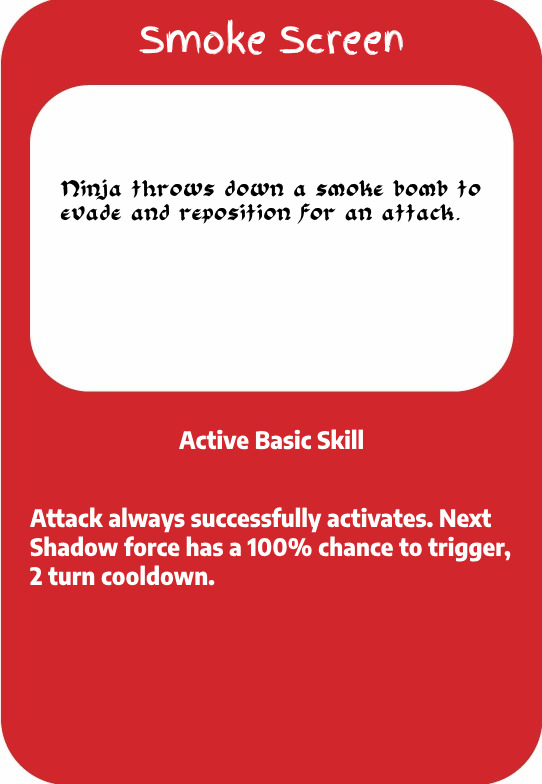 Smoke Screen
Ninja throws down a smoke bomb to
evade and reposition for an attack.
Active Basic Skill
Attack always successfully activates. Next
Shadow force has a 100% chance to trigger,
2 turn cooldown.